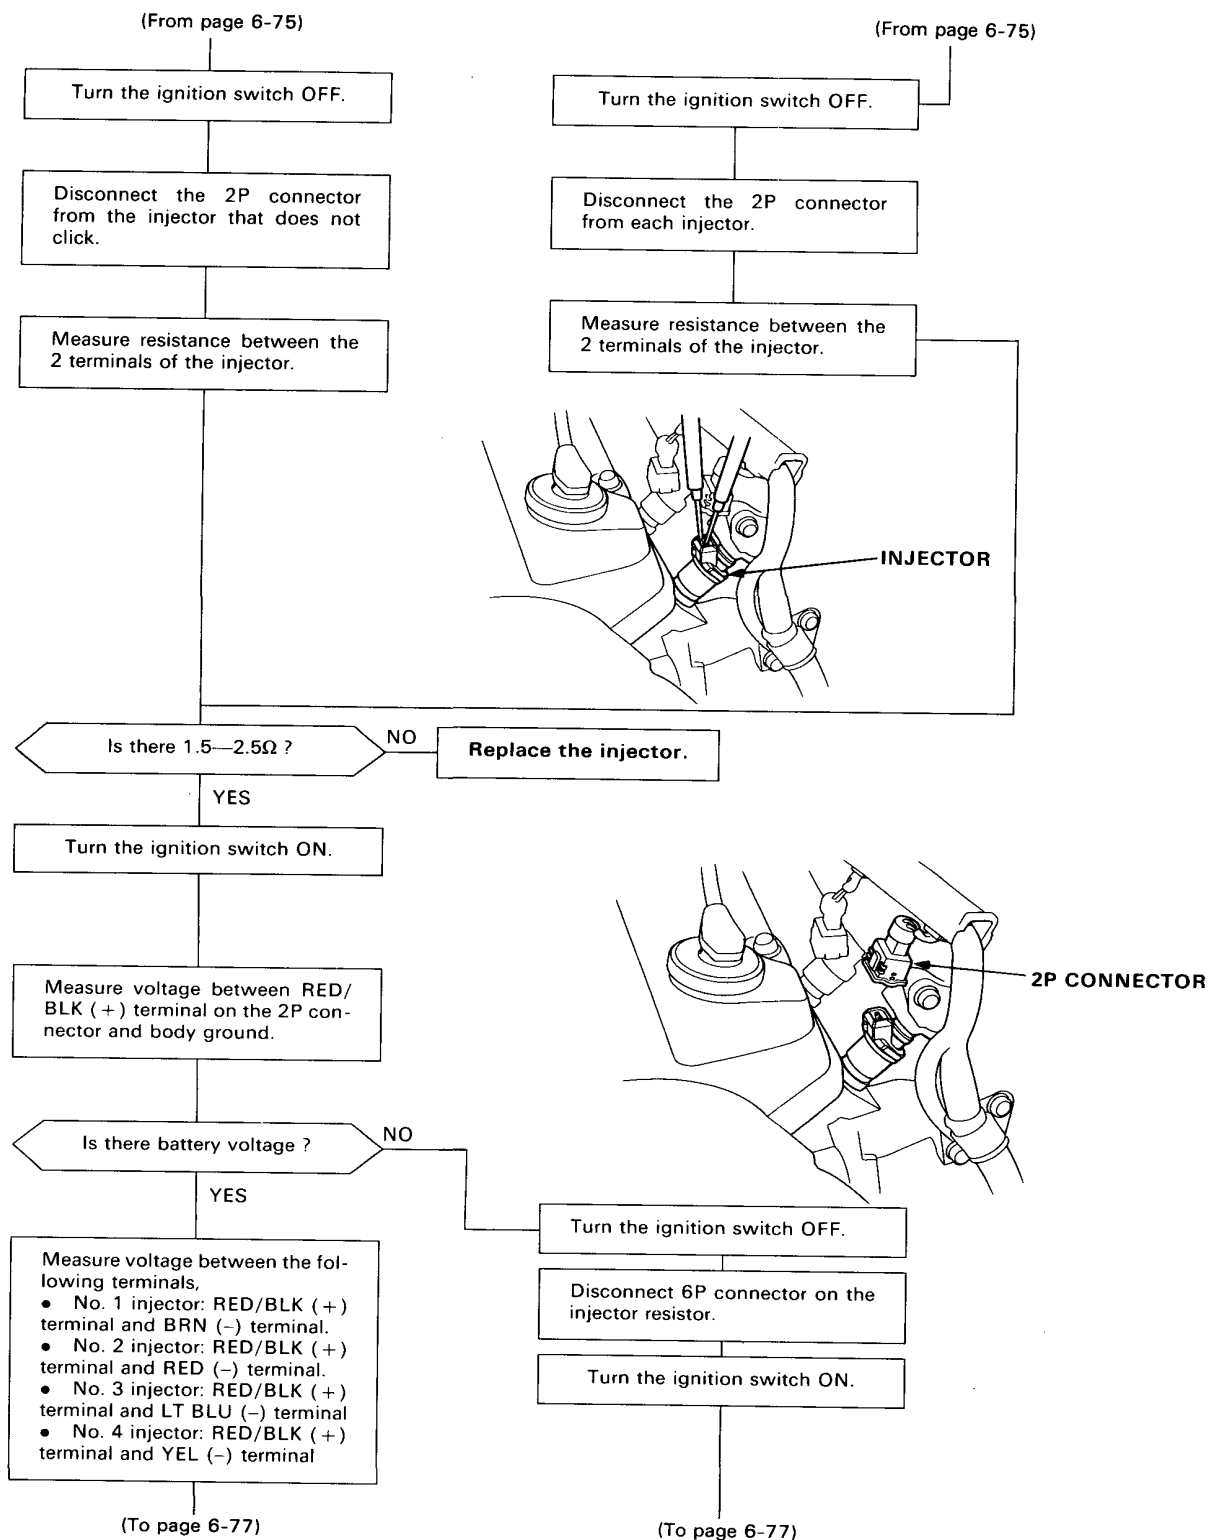 (From page 6-75)
Turn the ignition switch OFF.
Disconnect the 2P connector
from the injector that does not
click.
Measure resistance between the
2 terminals of the injector.
(From page 6-75)
Turn the ignition switch OFF.
Disconnect the 2P connector
from each injector.
Measure resistance between the
2 terminals of the injector.
INJECTOR
Is there 1.5—2.5Ω ?
NO
Replace the injector.
YES
Turn the ignition switch ON.
Measure voltage between RED/
BLK (+) terminal on the 2P con-
nector and body ground.
2P CONNECTOR
Is there battery voltage ?
NO
YES
Measure voltage between the fol-
lowing terminals,
● No. 1 injector: RED/BLK (+)
terminal and BRN (–) terminal.
● No. 2 injector: RED/BLK (+)
terminal and RED (–) terminal.
● No. 3 injector: RED/BLK (+)
terminal and LT BLU (–) terminal
● No. 4 injector: RED/BLK (+)
terminal and YEL (–) terminal
(To page 6-77)
Turn the ignition switch OFF.
Disconnect 6P connector on the
injector resistor.
Turn the ignition switch ON.
(To page 6-77)